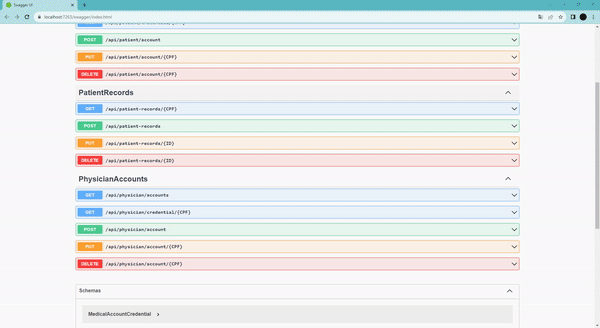 Swagger UI
localhost:7202/swagger/index.html
POST /api/patient/account
PUT /api/patient/account/{CPF}
DELETE /api/patient/account/{CPF}
PatientRecords
GET /api/patient-records/{CPF}
POST /api/patient-records
PUT /api/patient-records/{ID}
DELETE /api/patient-records/{ID}
PhysicianAccounts
GET /api/physician/accounts
GET /api/physician/credential/{CPF}
POST /api/physician/account
PUT /api/physician/account/{CPF}
DELETE /api/physician/account/{CPF}
Schemas
MedicalAccountCredential